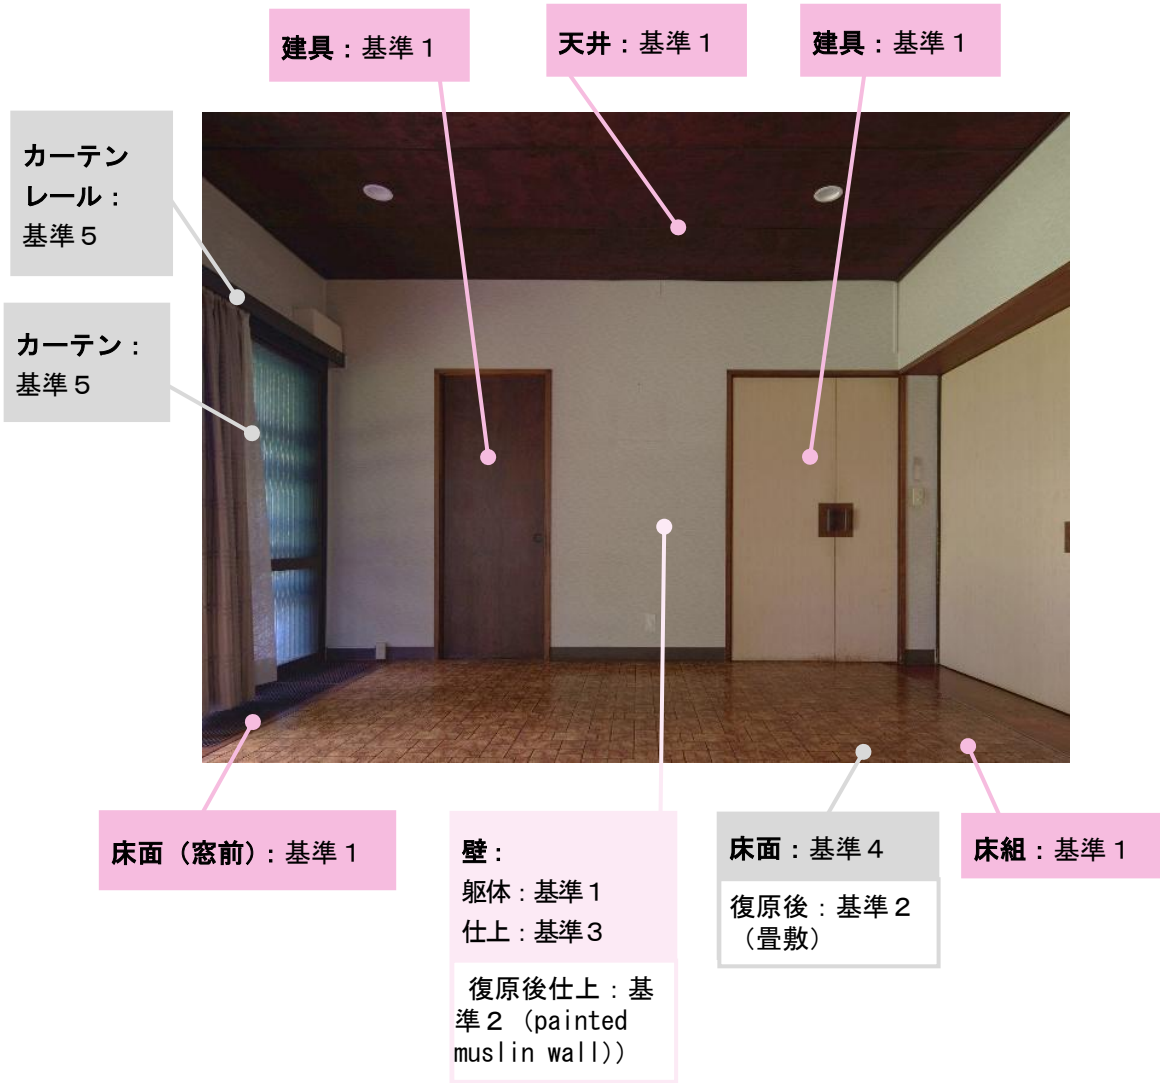 建具：基準１
天井：基準１
建具：基準１
カーテン
レール：
基準５
カーテン：
基準５
床面（窓前）：基準１
壁：
躯体：基準１
仕上：基準３
復原後仕上：基
準２（painted
muslin wall)）
床面：基準４
復原後：基準２
（畳敷）
床組：基準１